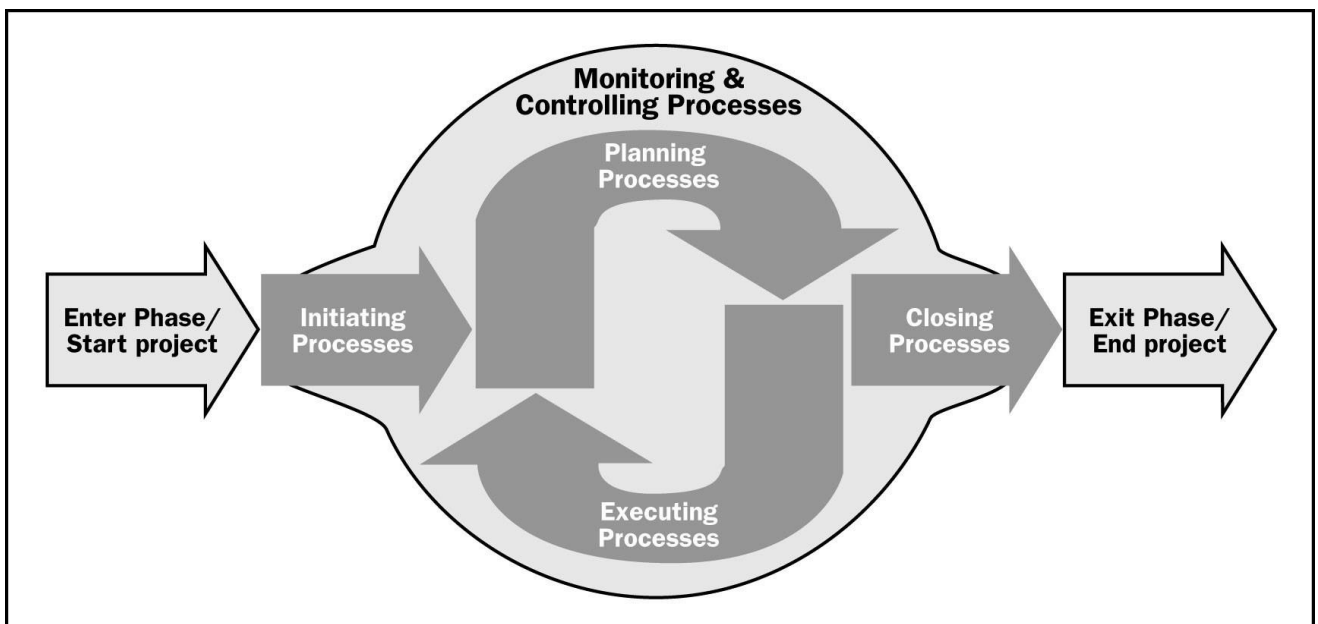 Monitoring &
Controlling Processes
Planning
Processes
Enter Phase/
Start project
Initiating
Processes
Closing
Processes
Exit Phase/
End project
Executing
Processes